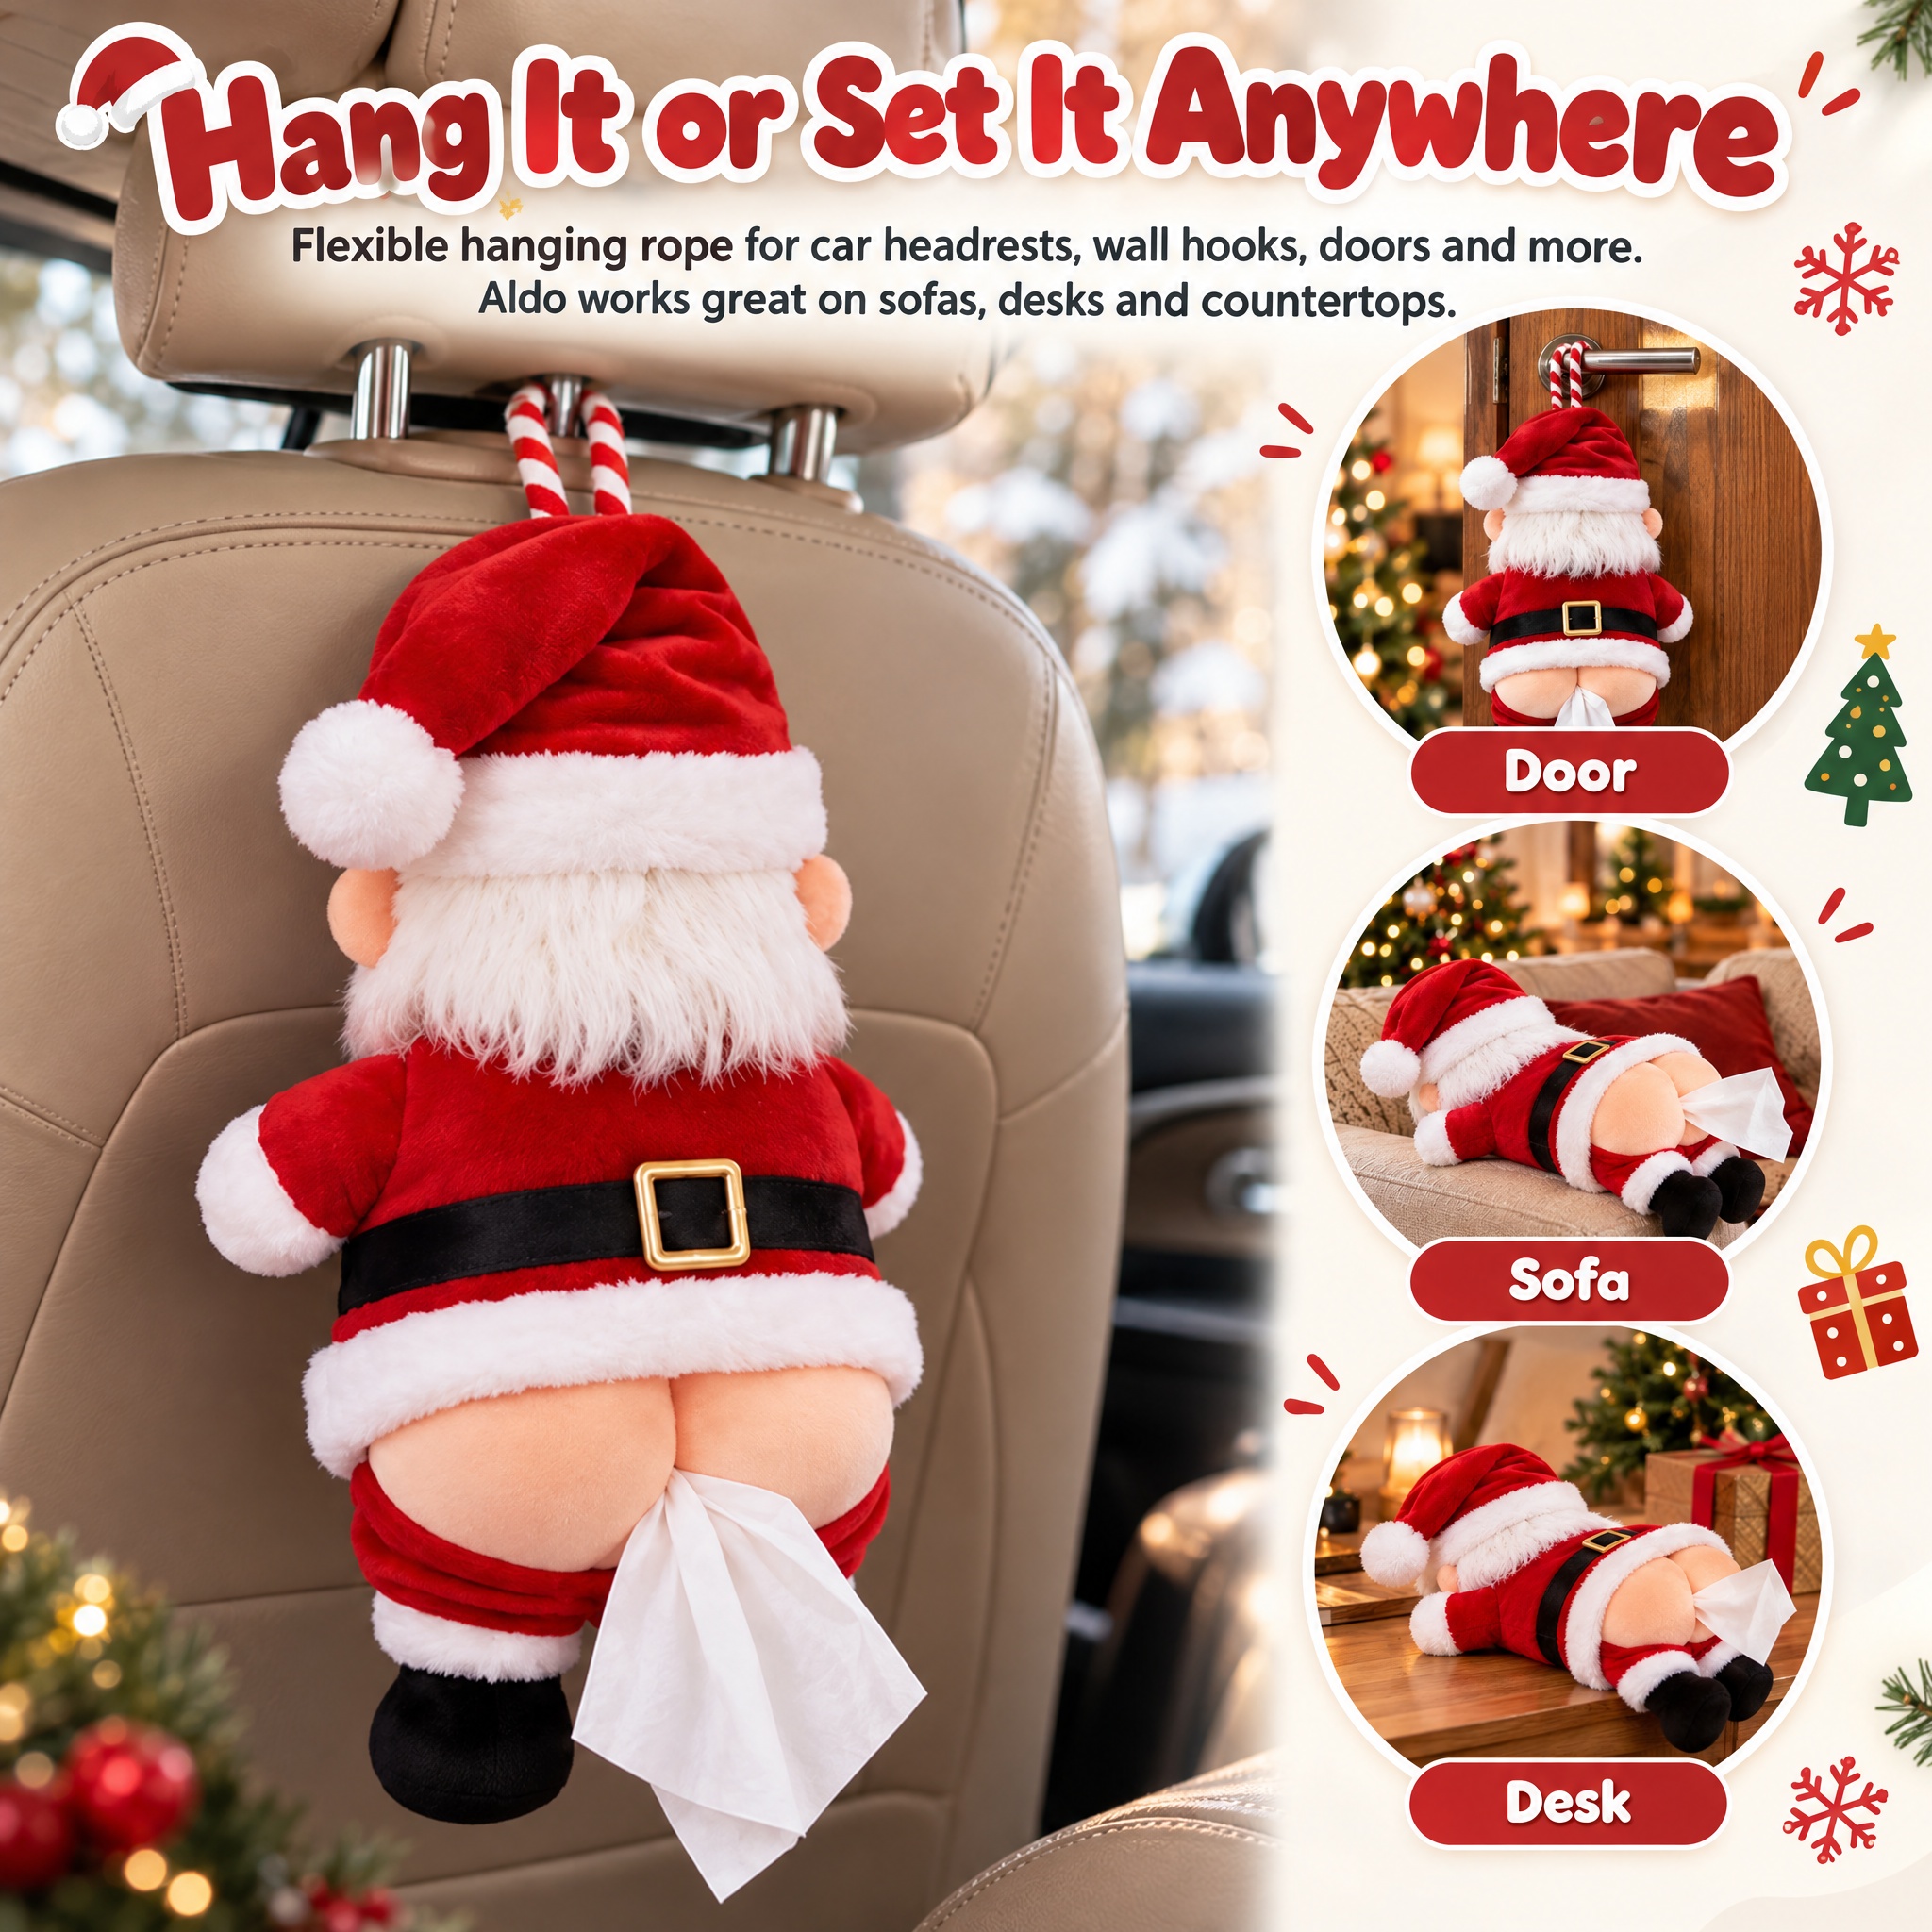 Hang It or Set It Anywhere
Flexible hanging rope for car headrests, wall hooks, doors and more.
Aldo works great on sofas, desks and countertops.
Door
Sofa
Desk